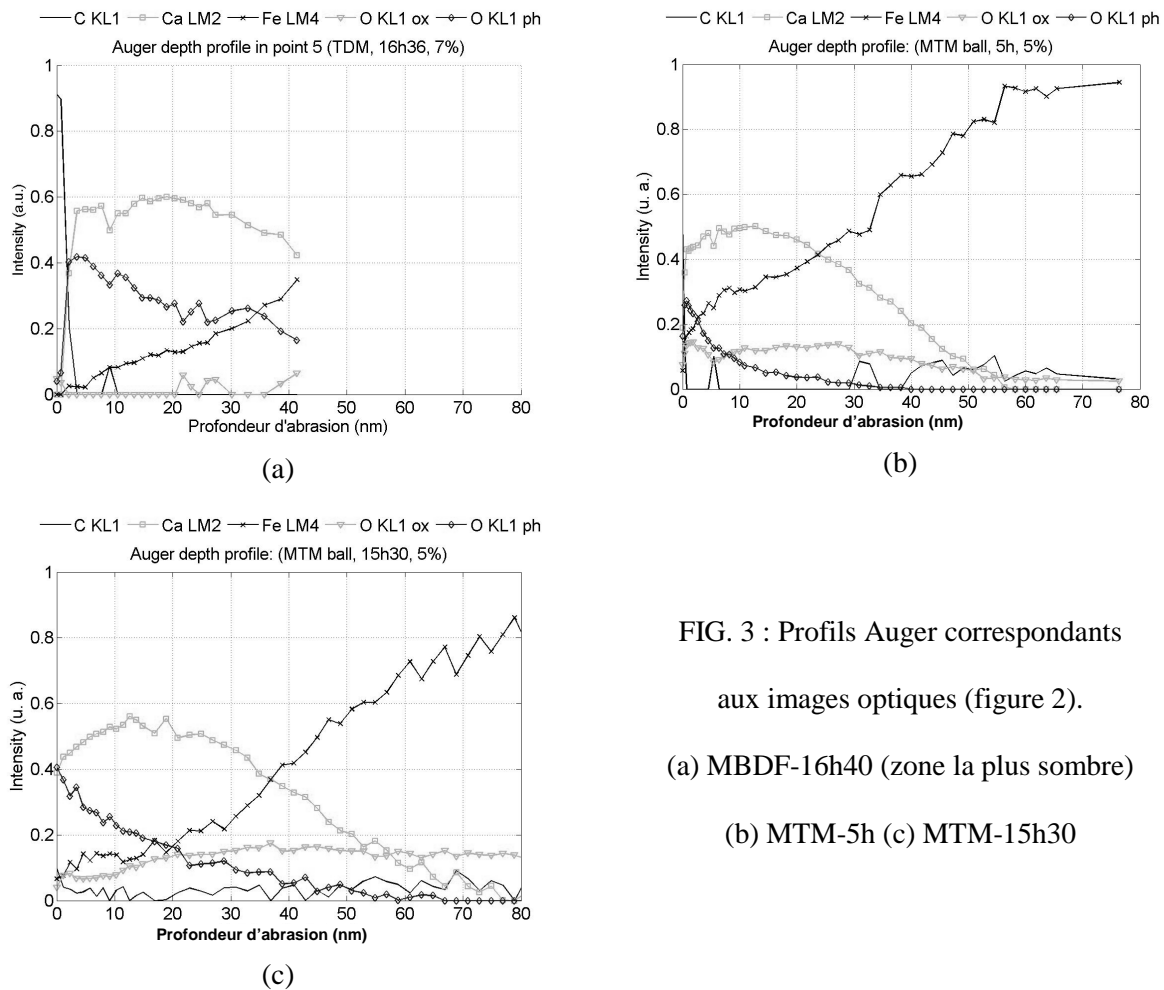 C KL1 Ca LM2 Fe LM4 O KL1 ox O KL1 ph
Auger depth profile in point 5 (TDM, 16h36, 7%)
Intensity (a.u.)
1
0.8
0.6
0.4
0.2
0
0 10 20 30 40 50 60 70 80
Profondeur d'abrasion (nm)
(a)
C KL1 Ca LM2 Fe LM4 O KL1 ox O KL1 ph
Auger depth profile: (MTM ball, 5h, 5%)
Intensity (u. a.)
1
0.8
0.6
0.4
0.2
0
0 10 20 30 40 50 60 70 80
Profondeur d’abrasion (nm)
(b)
C KL1 Ca LM2 Fe LM4 O KL1 ox O KL1 ph
Auger depth profile: (MTM ball, 15h30, 5%)
Intensity (u. a.)
1
0.8
0.6
0.4
0.2
0
0 10 20 30 40 50 60 70 80
Profondeur d’abrasion (nm)
(c)
FIG. 3 : Profils Auger correspondants
aux images optiques (figure 2).
(a) MBDF-16h40 (zone la plus sombre)
(b) MTM-5h (c) MTM-15h30